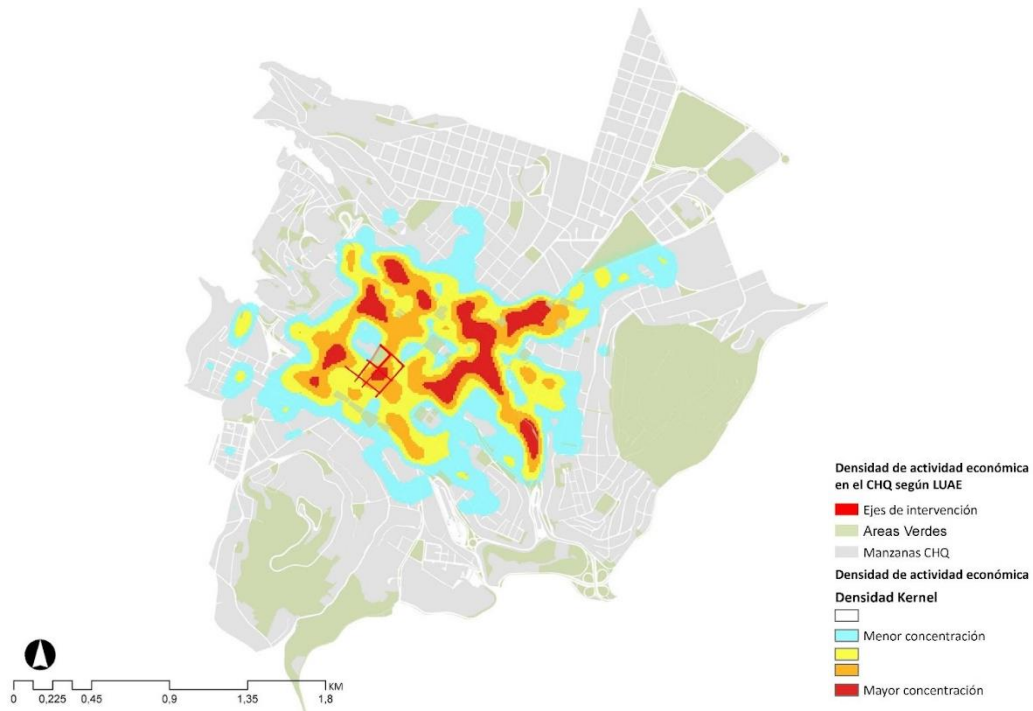 Densidad de actividad económica
en el CHQ según LUAE
Ejes de intervención
Areas Verdes
Manzanas CHQ
Densidad de actividad económica
Densidad Kernel
Menor concentración
Mayor concentración
KM
0 0,225 0,45 0,9 1,35 1,8